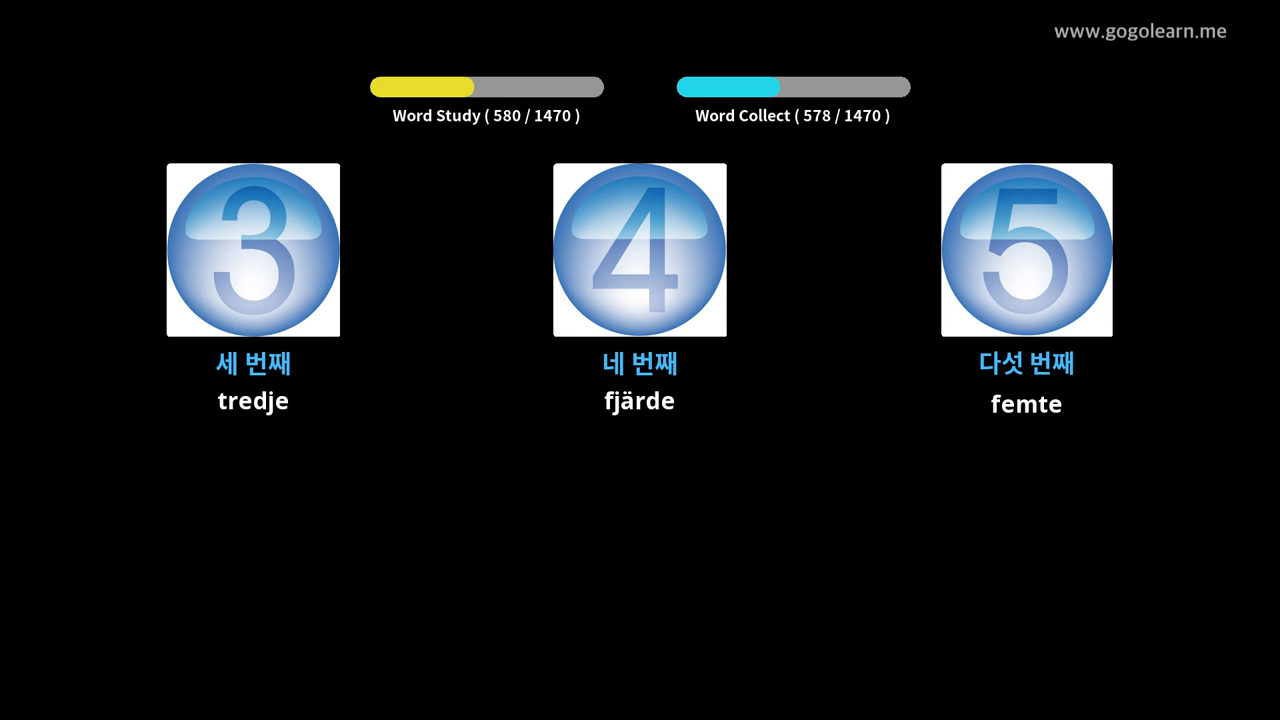 www.gogolearn.me
Word Study ( 580 / 1470 )
Word Collect ( 578 / 1470 )
3
4
5
세 번째
네 번째
다섯 번째
tredje
fjärde
femte